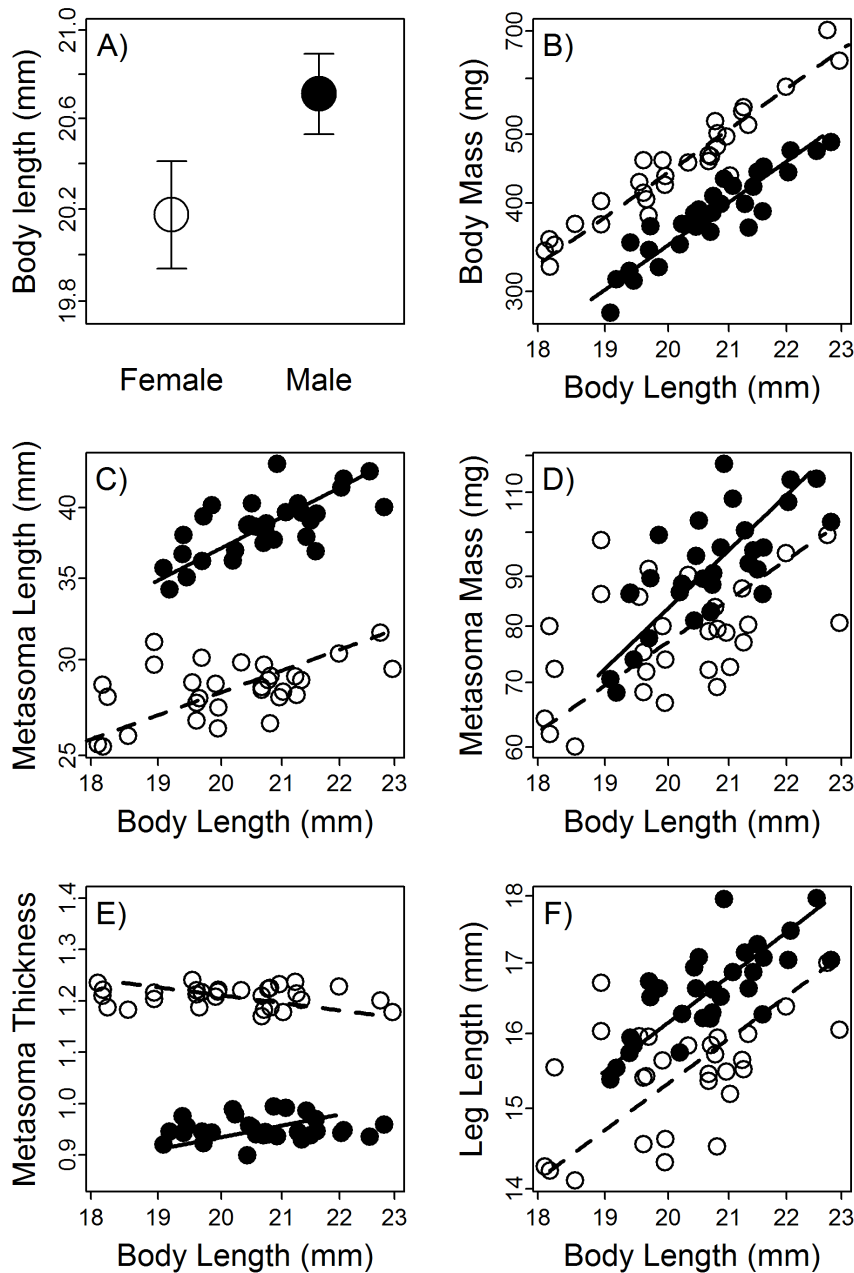 A)
Body length (mm)
21.0
20.6
20.2
19.8
Female Male
B)
Body Mass (mg)
700
500
400
300
18 19 20 21 22 23
Body Length (mm)
C)
Metasoma Length (mm)
40
35
30
25
18 19 20 21 22 23
Body Length (mm)
D)
Metasoma Mass (mg)
110
90
80
70
60
18 19 20 21 22 23
Body Length (mm)
E)
Metasoma Thickness
1.4
1.3
1.2
1.1
1.0
0.9
18 19 20 21 22 23
Body Length (mm)
F)
Leg Length (mm)
18
17
16
15
14
18 19 20 21 22 23
Body Length (mm)